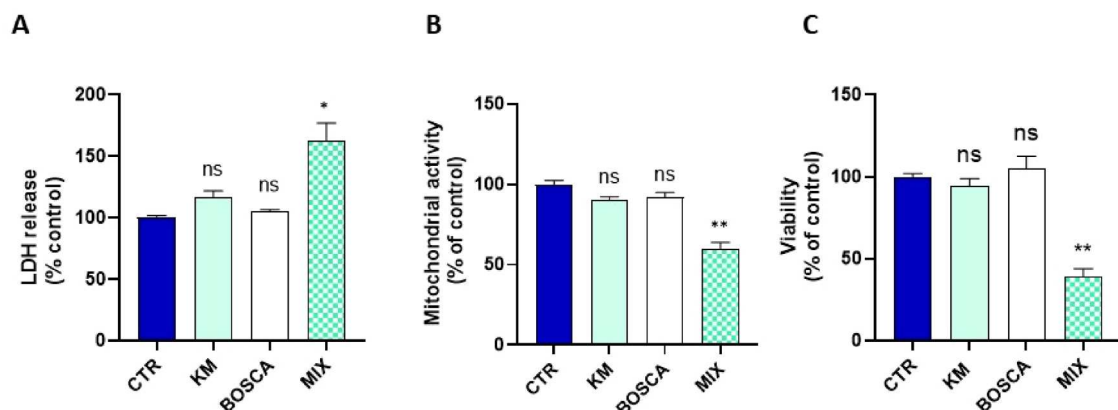 A
LDH release
(% control)
200
150
100
50
0
ns
ns
*
CTR
KM
BOSCA
MIX
B
Mitochondrial activity
(% of control)
150
100
50
0
ns
ns
**
CTR
KM
BOSCA
MIX
C
Viability
(% of control)
150
100
50
0
ns
ns
**
CTR
KM
BOSCA
MIX